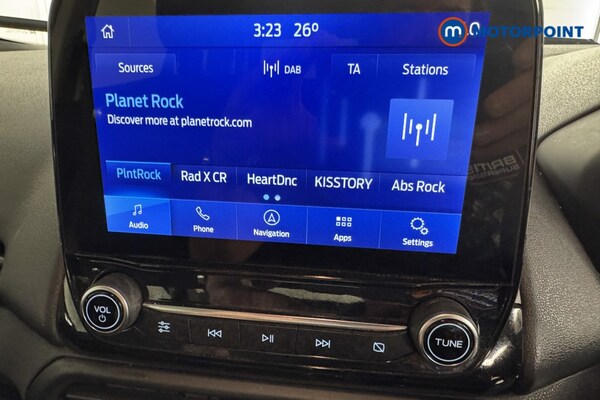 3:23 26°
MOTORPOINT
Sources
DAB
TA
Stations
Planet Rock
Discover more at planetrock.com
PlntRock
Rad X CR
HeartDnc
KISSTORY
Abs Rock
Audio
Phone
Navigation
Apps
Settings
VOL
TUNE